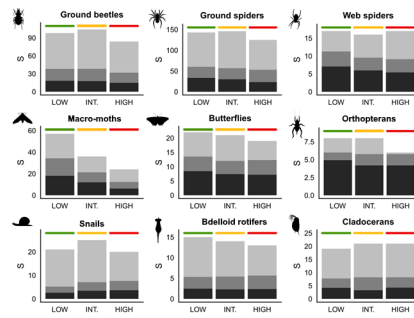 Ground beetles
Ground spiders
Web spiders
S
90
60
30
0
LOW INT. HIGH
S
150
100
50
0
LOW INT. HIGH
S
15
10
5
0
LOW INT. HIGH
Macro-moths
Butterflies
Orthopterans
S
60
40
20
0
LOW INT. HIGH
S
20
15
10
5
0
LOW INT. HIGH
S
7.5
5.0
2.5
0.0
LOW INT. HIGH
Snails
Bdelloid rotifers
Cladocerans
S
20
10
0
LOW INT. HIGH
S
15
10
5
0
LOW INT. HIGH
S
25
20
15
10
5
0
LOW INT. HIGH